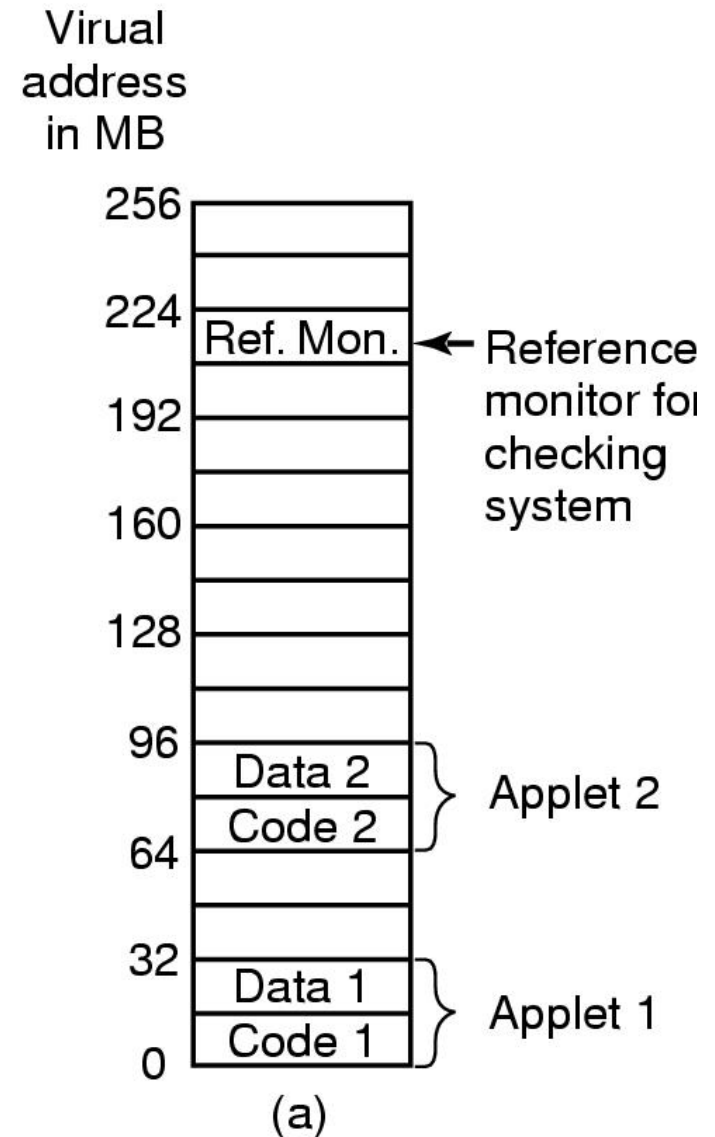 Virual
address
in MB
256
224
Ref. Mon.
Reference
monitor for
checking
system
192
160
128
96
Data 2
Code 2
Applet 2
64
32
Data 1
Code 1
Applet 1
0
(a)